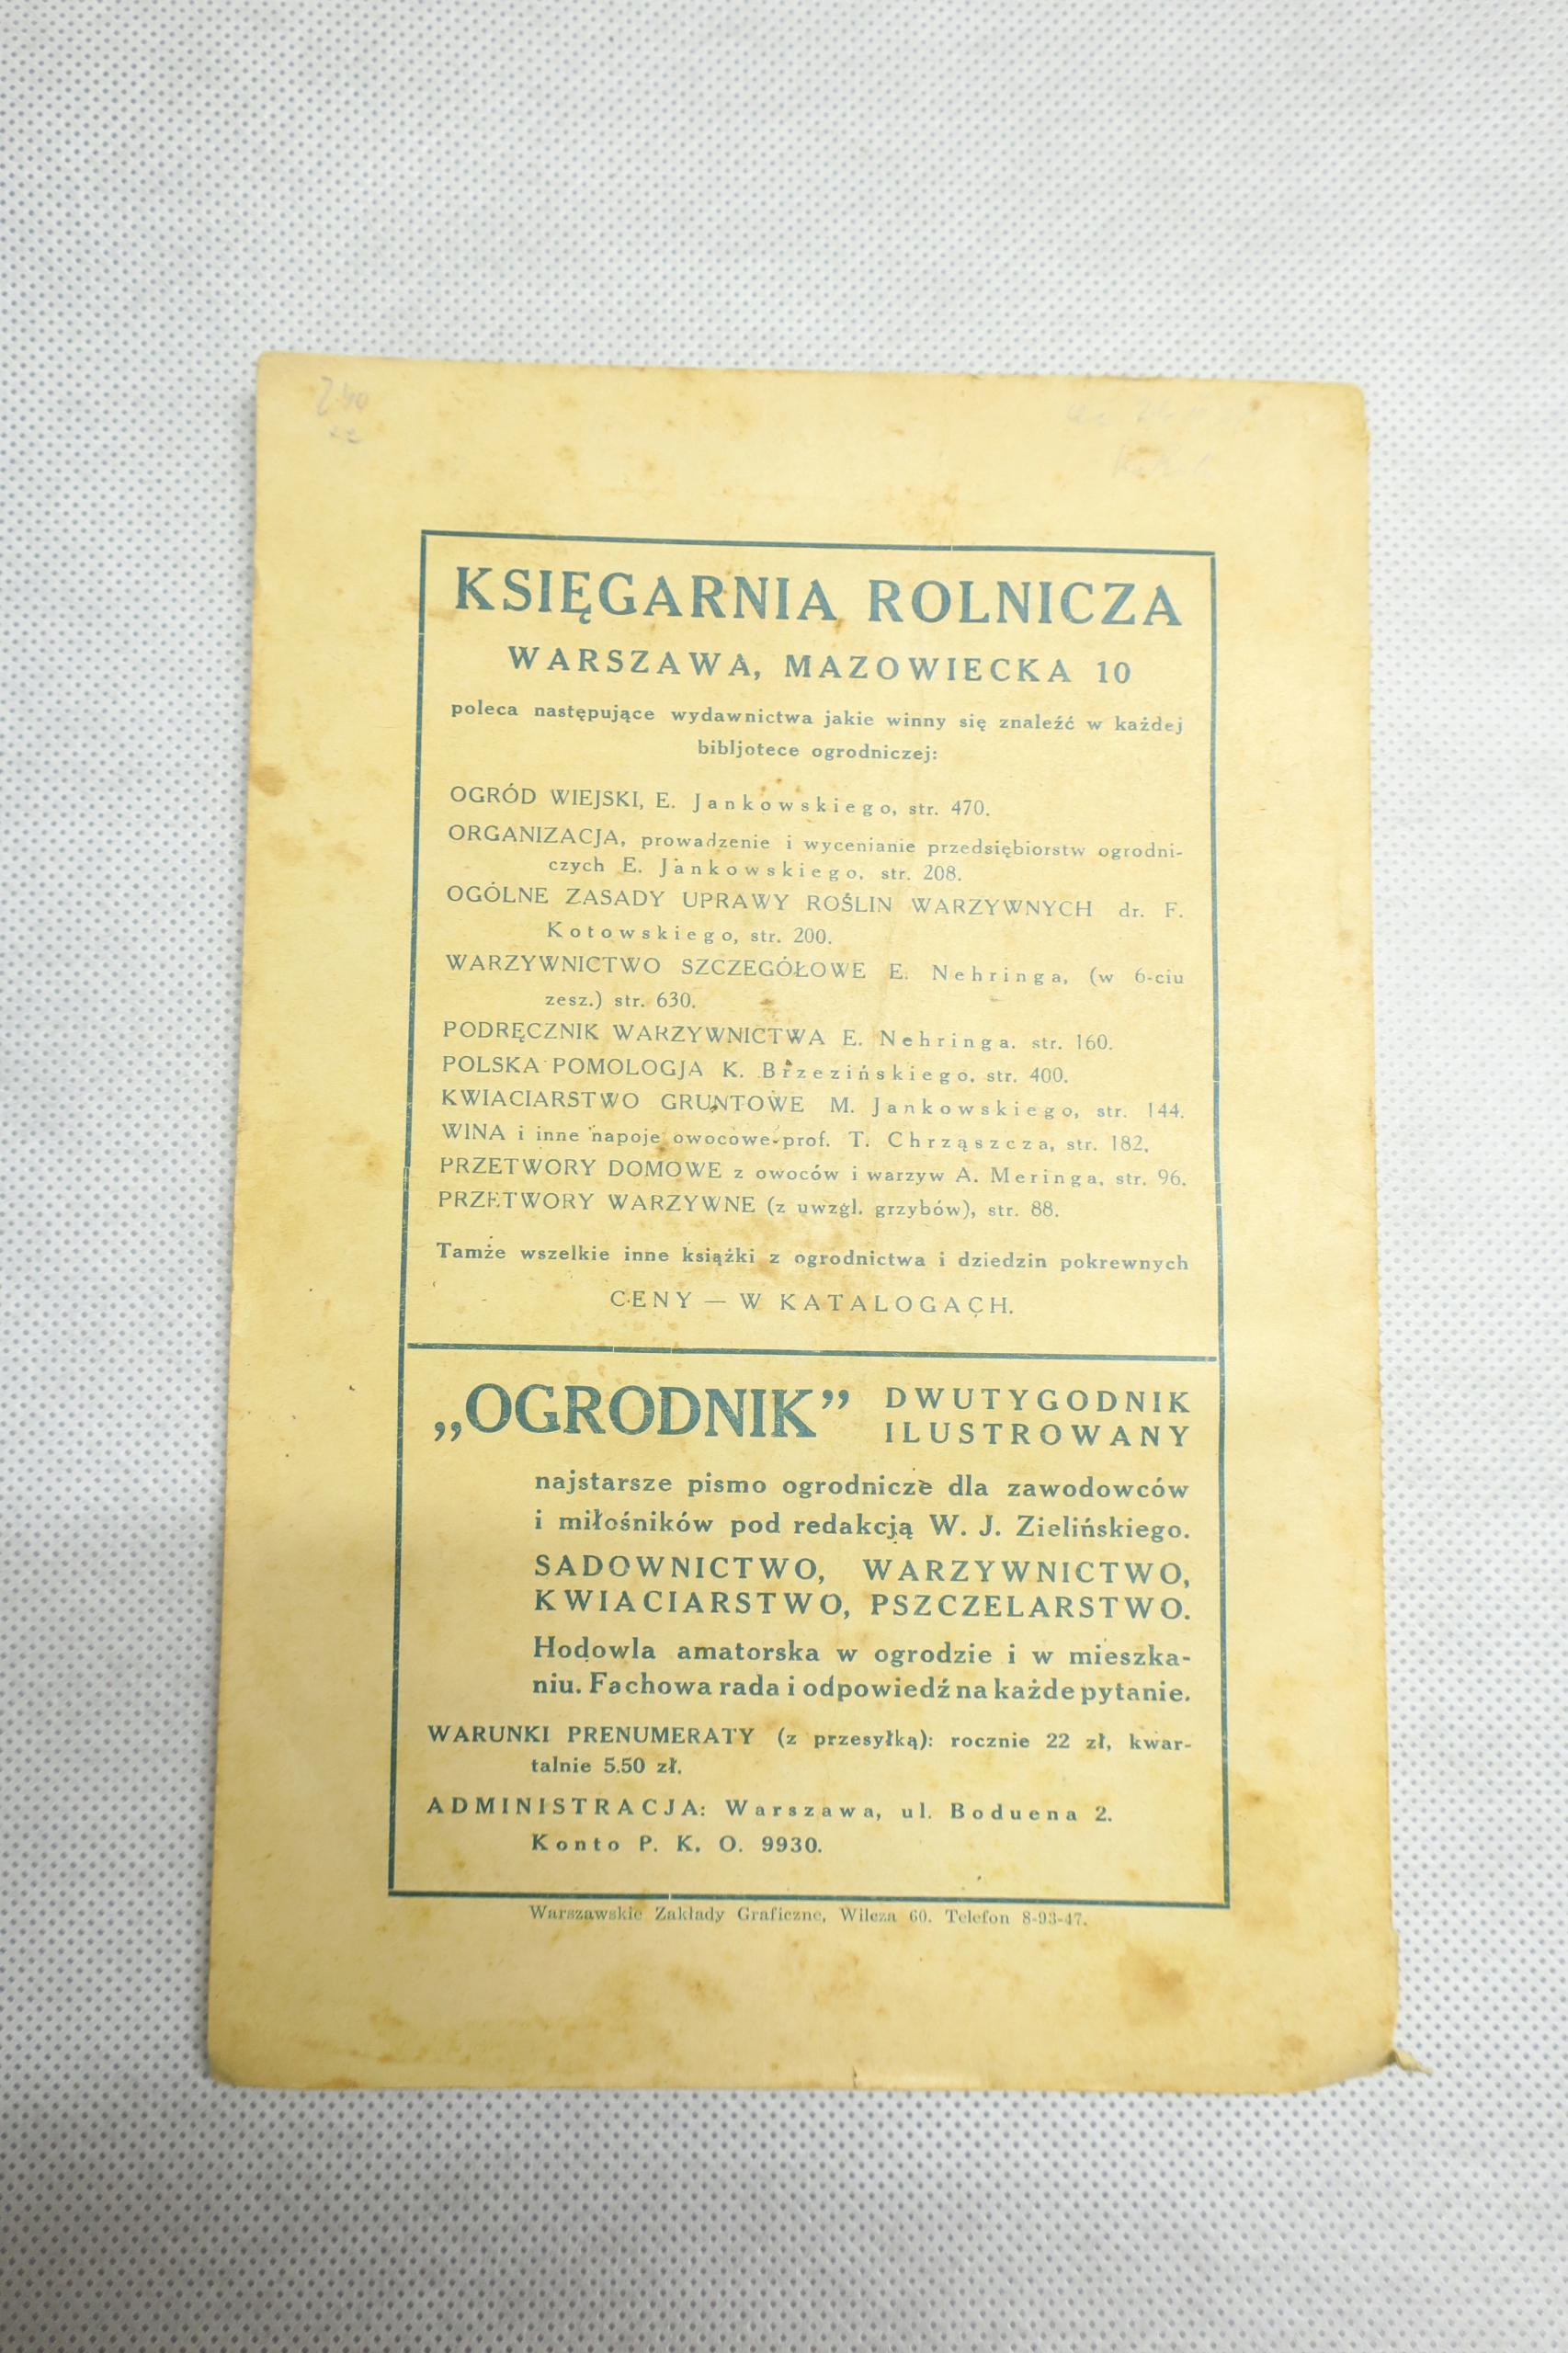 KSIĘGARNIA ROLNICZA
WARSZAWA, MAZOWIECKA 10
poleca następujące wydawnictwa jakie winny się znaleźć w każdej
bibljotece ogrodniczej:
OGRÓD WIEJSKI, E. Jankowskiego, str. 470.
ORGANIZACJA, prowadzenie i wycenianie przedsiębiorstw ogrodni-
czych E. Jankowskiego, str. 208.
OGÓLNE ZASADY UPRAWY ROŚLIN WARZYWNYCH dr. F.
Kotowskiego, str. 200.
WARZYWNICTWO SZCZEGÓŁOWE E. Nehringa, (w 6-ciu
zesz.) str. 630.
PODRĘCZNIK WARZYWNICTWA E. Nehringa. str. 160.
POLSKA POMOLOGJA K. Brzezińskiego, str. 400.
KWIACIARSTWO GRUNTOWE M. Jankowskiego, str. 144.
WINA i inne napoje owocowe prof. T. Chrząszcza, str. 182,
PRZETWORY DOMOWE z owoców i warzyw A. Meringa, str. 96.
PRZETWORY WARZYWNE (z uwzgl. grzybów), str. 88.
Tamże wszelkie inne książki z ogrodnictwa i dziedzin pokrewnych
CENY — W KATALOGACH.
„OGRODNIK” DWUTYGODNIK
ILUSTROWANY
najstarsze pismo ogrodnicze dla zawodowców
i miłośników pod redakcją W. J. Zielińskiego.
SADOWNICTWO, WARZYWNICTWO,
KWIACIARSTWO, PSZCZELARSTWO.
Hodowla amatorska w ogrodzie i w mieszka-
niu. Fachowa rada i odpowiedź na każde pytanie.
WARUNKI PRENUMERATY (z przesyłką): rocznie 22 zł, kwar-
talnie 5.50 zł.
ADMINISTRACJA: Warszawa, ul. Boduena 2.
Konto P. K. O. 9930.
Warszawskie Zakłady Graficzne, Wilcza 60. Telefon 8-93-47.